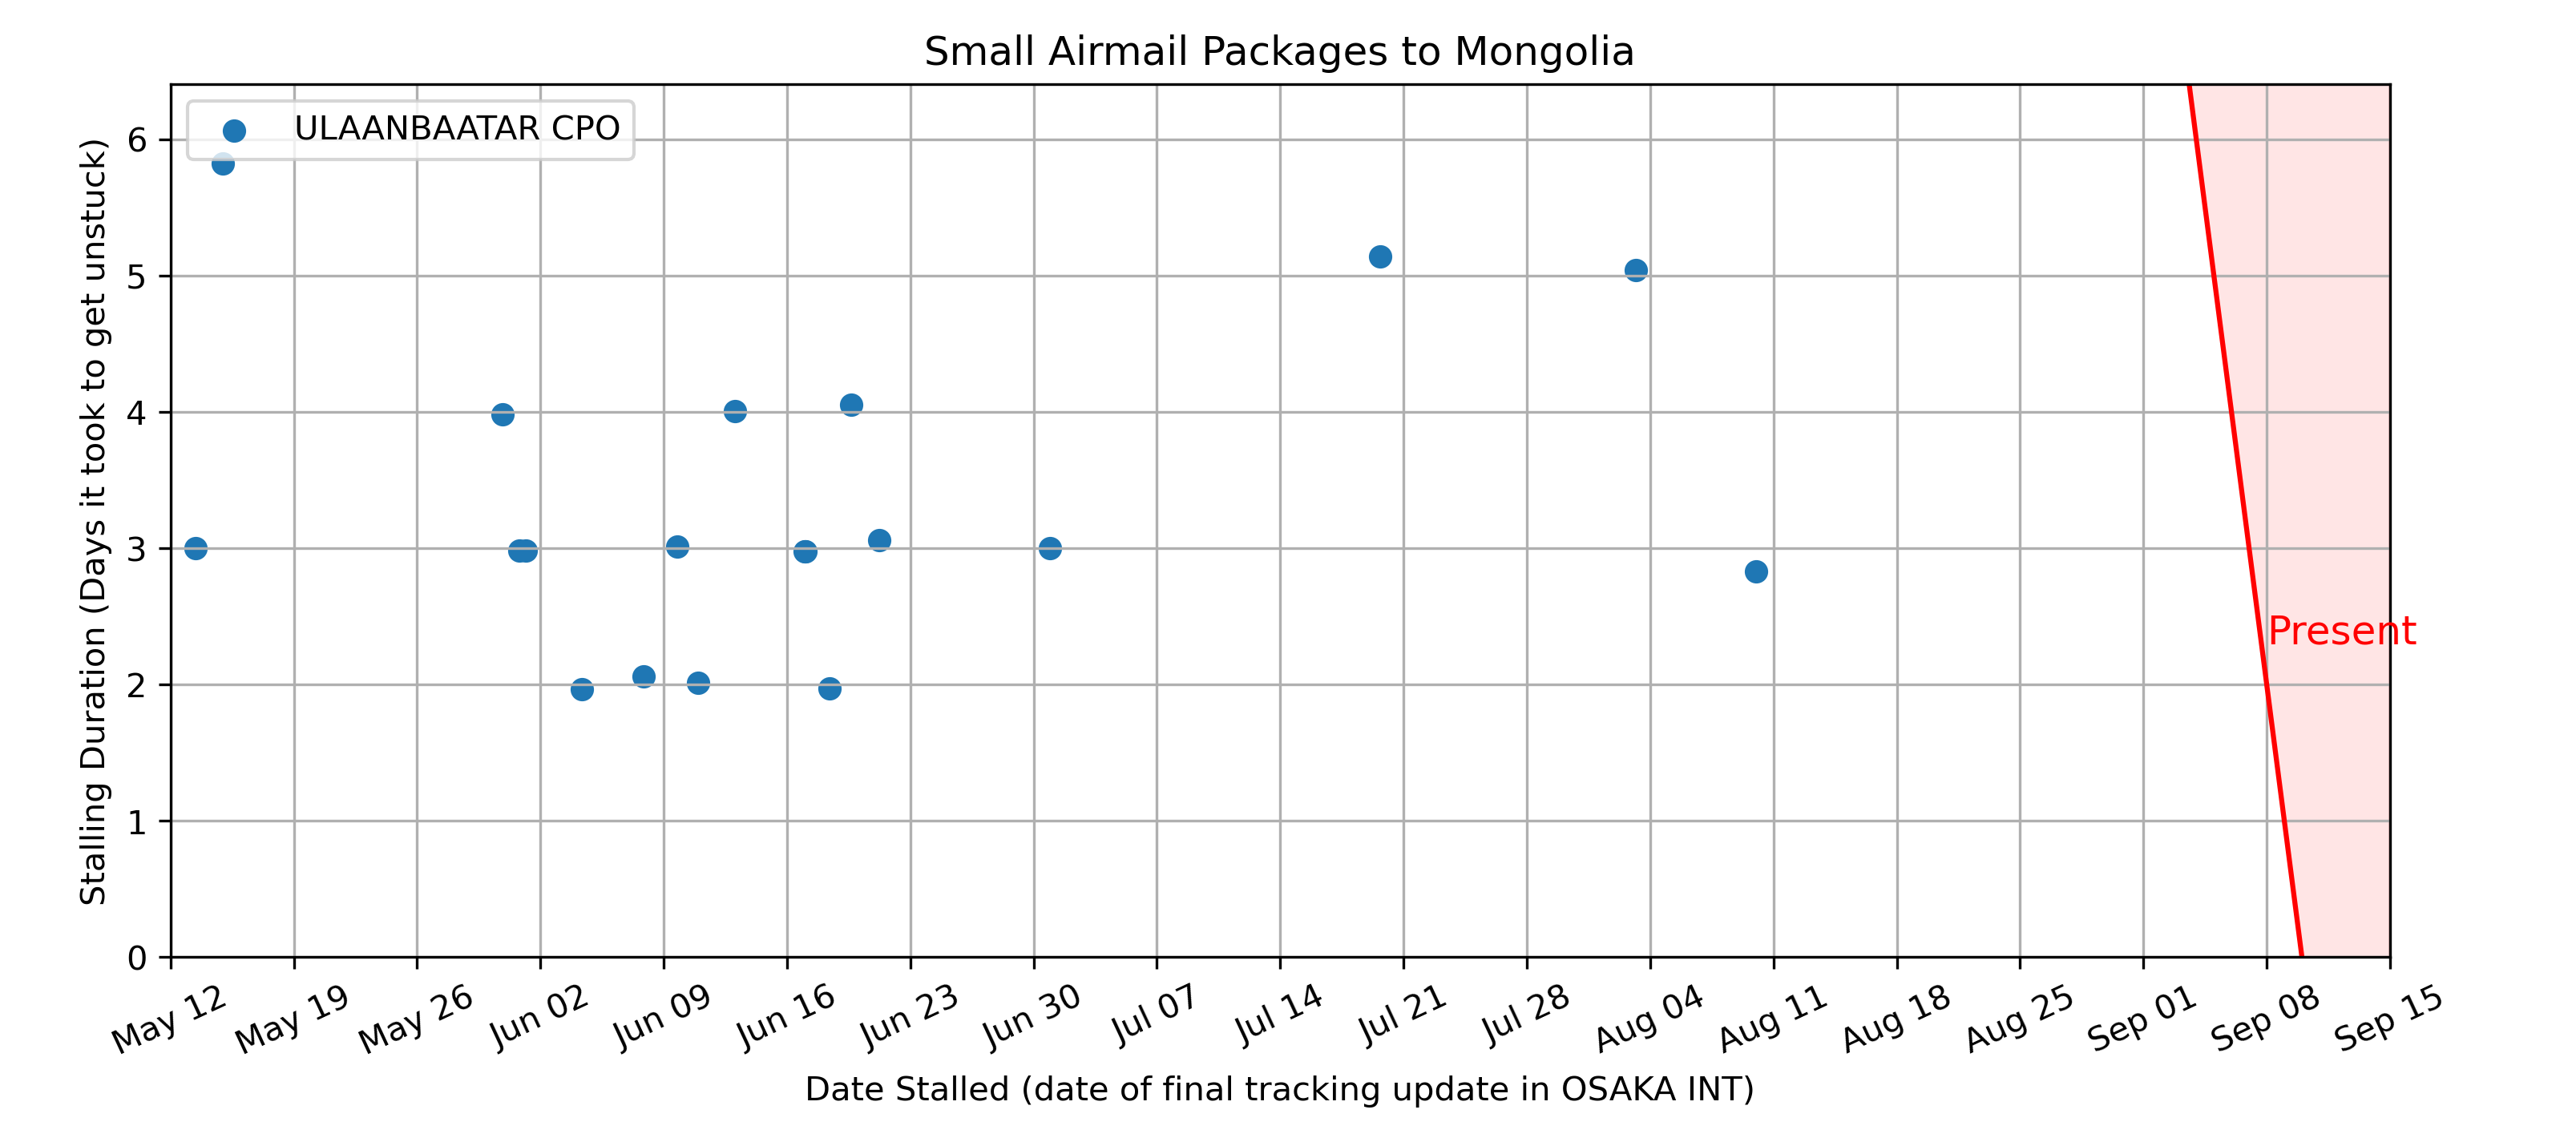 Small Airmail Packages to Mongolia
ULAANBAATAR CPO
Stalling Duration (Days it took to get unstuck)
6
5
4
3
2
1
0
Present
May 12
May 19
May 26
Jun 02
Jun 09
Jun 16
Jun 23
Jun 30
Jul 07
Jul 14
Jul 21
Jul 28
Aug 04
Aug 11
Aug 18
Aug 25
Sep 01
Sep 08
Sep 15
Date Stalled (date of final tracking update in OSAKA INT)